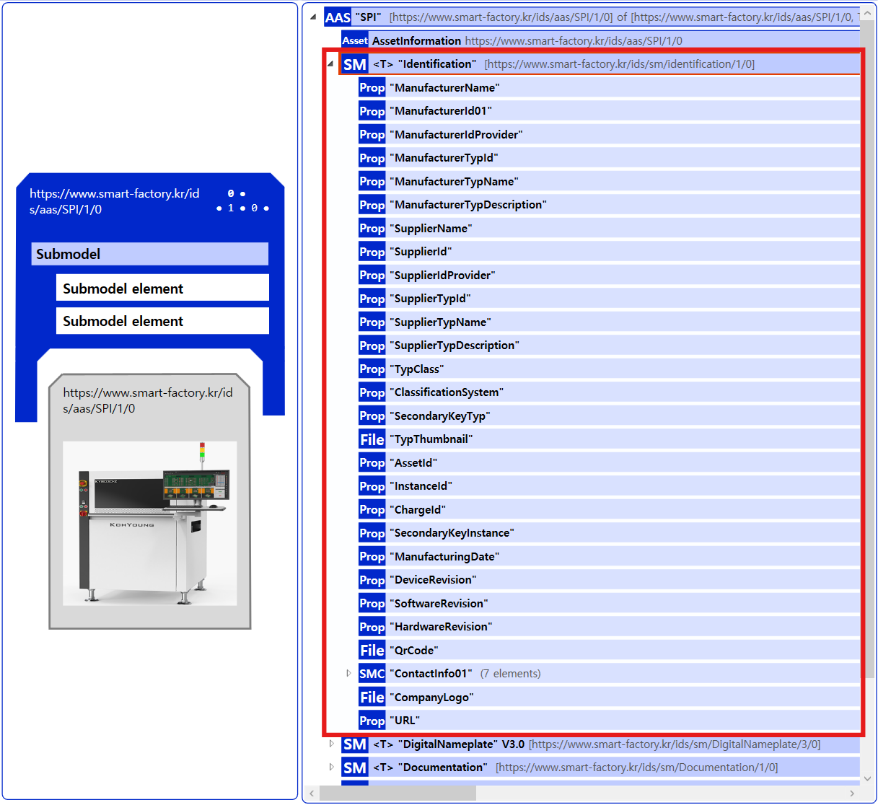 https://www.smart-factory.kr/id
s/aas/SPI/1/0
0
1 0
Submodel
Submodel element
Submodel element
https://www.smart-factory.kr/id
s/aas/SPI/1/0
KOHYOUNG
AAS "SPI" [https://www.smart-factory.kr/ids/aas/SPI/1/0] of [https://www.smart-factory.kr/ids/aas/SPI/1/0,
Asset AssetInformation https://www.smart-factory.kr/ids/aas/SPI/1/0
SM <T> "Identification" [https://www.smart-factory.kr/ids/sm/identification/1/0]
Prop "ManufacturerName"
Prop "ManufacturerId01"
Prop "ManufacturerIdProvider"
Prop "ManufacturerTypId"
Prop "ManufacturerTypName"
Prop "ManufacturerTypDescription"
Prop "SupplierName"
Prop "SupplierId"
Prop "SupplierIdProvider"
Prop "SupplierTypId"
Prop "SupplierTypName"
Prop "SupplierTypDescription"
Prop "TypClass"
Prop "ClassificationSystem"
Prop "SecondaryKeyTyp"
File "TypThumbnail"
Prop "AssetId"
Prop "InstanceId"
Prop "ChargeId"
Prop "SecondaryKeyInstance"
Prop "ManufacturingDate"
Prop "DeviceRevision"
Prop "SoftwareRevision"
Prop "HardwareRevision"
File "QrCode"
SMC "ContactInfo01" (7 elements)
File "CompanyLogo"
Prop "URL"
SM <T> "DigitalNameplate" V3.0 [https://www.smart-factory.kr/ids/sm/DigitalNameplate/3/0]
SM <T> "Documentation" [https://www.smart-factory.kr/ids/sm/Documentation/1/0]